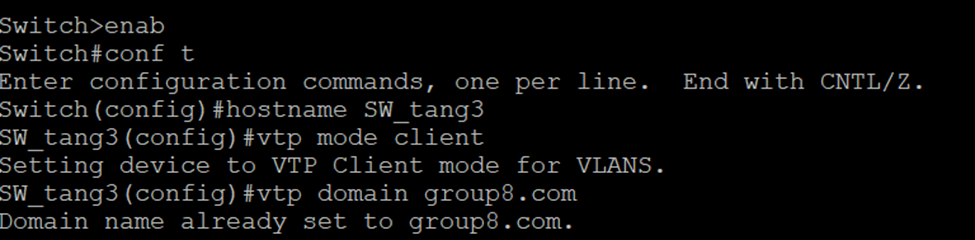 Switch>enab
Switch#conf t
Enter configuration commands, one per line.  End with CNTL/Z.
Switch(config)#hostname SW_tang3
SW_tang3(config)#vtp mode client
Setting device to VTP Client mode for VLANS.
SW_tang3(config)#vtp domain group8.com
Domain name already set to group8.com.